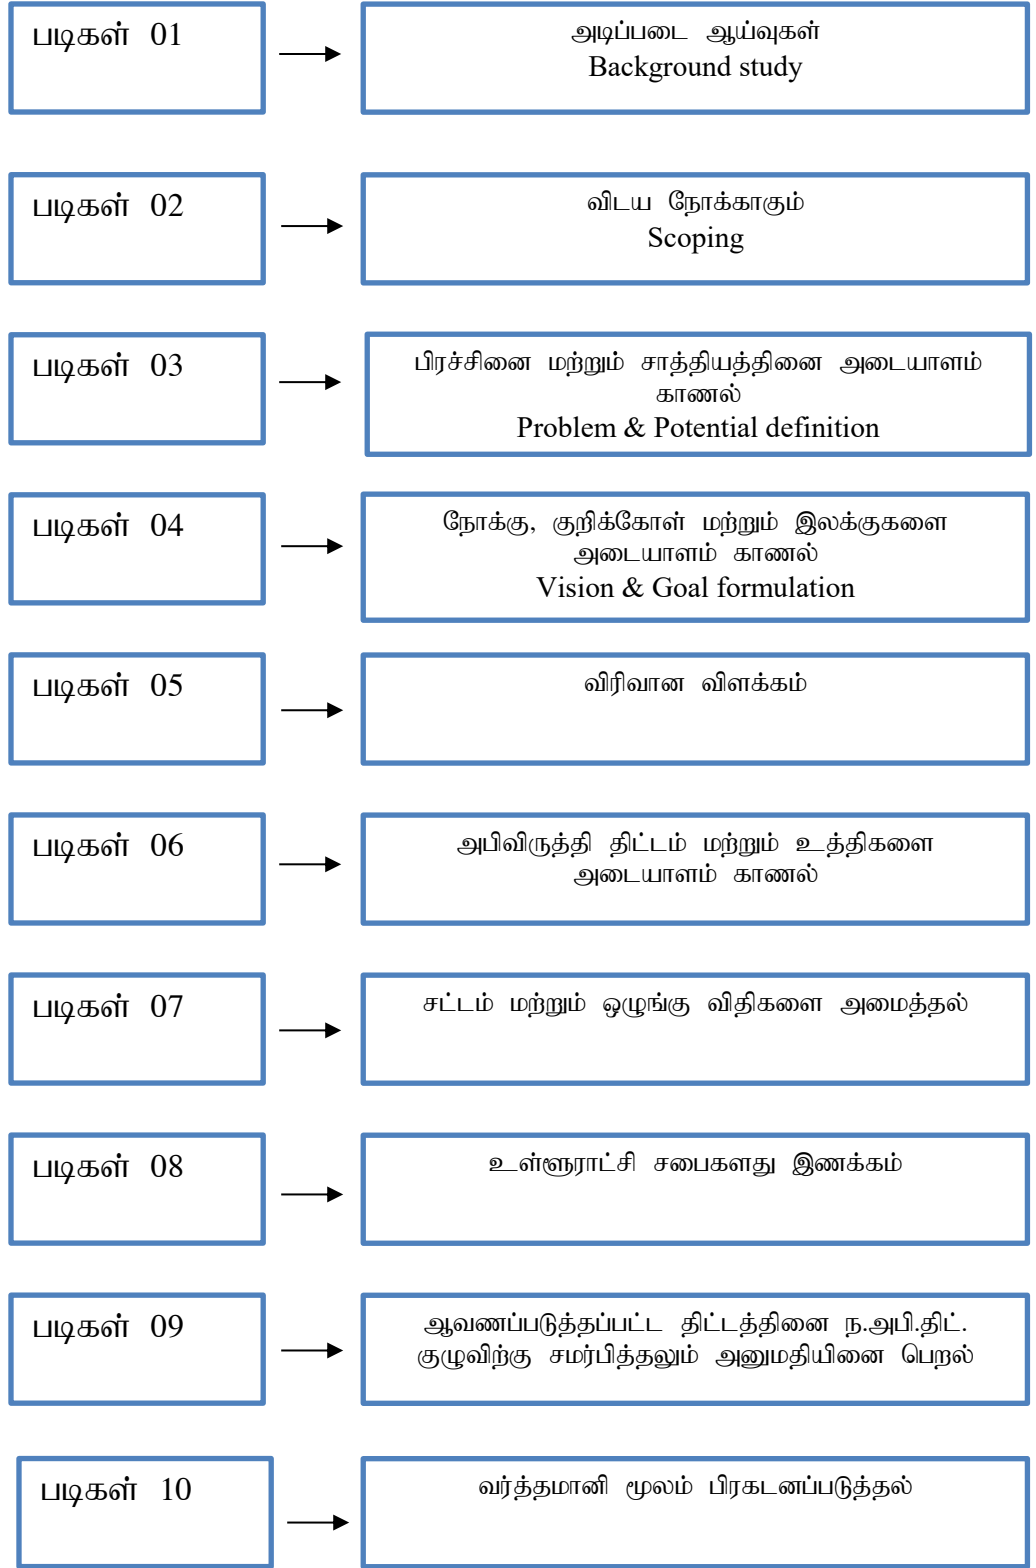 படிகள் 01
அடிப்படை ஆய்வுகள்
Background study
படிகள் 02
விடய நோக்காகும்
Scoping
படிகள் 03
பிரச்சினை மற்றும் சாத்தியத்தினை அடையாளம்
காணல்
Problem & Potential definition
படிகள் 04
நோக்கு, குறிக்கோள் மற்றும் இலக்குகளை
அடையாளம் காணல்
Vision & Goal formulation
படிகள் 05
விரிவான விளக்கம்
படிகள் 06
அபிவிருத்தி திட்டம் மற்றும் உத்திகளை
அடையாளம் காணல்
படிகள் 07
சட்டம் மற்றும் ஒழுங்கு விதிகளை அமைத்தல்
படிகள் 08
உள்ளூராட்சி சபைகளது இணக்கம்
படிகள் 09
ஆவணப்படுத்தப்பட்ட திட்டத்தினை ந.அபி.திட்.
குழுவிற்கு சமர்பித்தலும் அனுமதியினை பெறல்
படிகள் 10
வர்த்தமானி மூலம் பிரகடனப்படுத்தல்